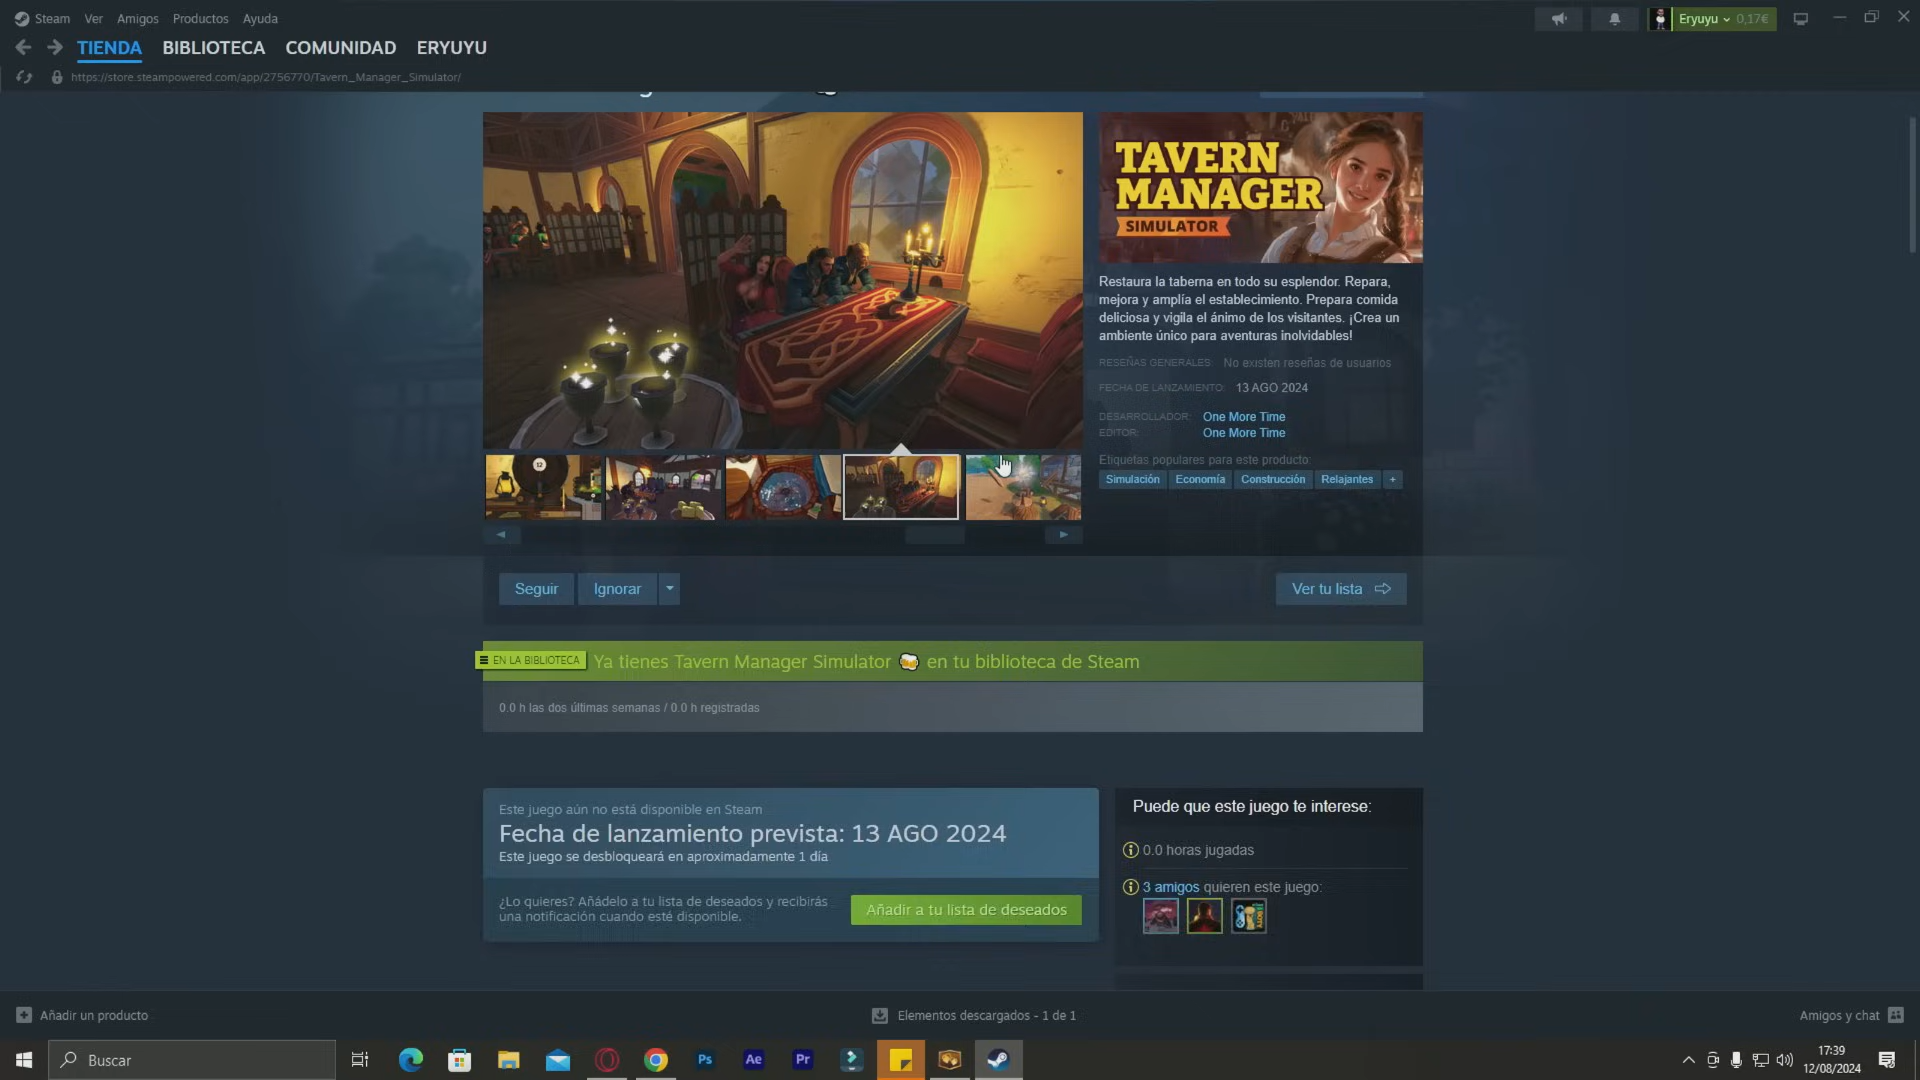 Steam Ver Amigos Productos Ayuda
Eryuyu 0,17€
TIENDA BIBLIOTECA COMUNIDAD ERYUYU
https://store.steampowered.com/app/2756770/Tavern_Manager_Simulator/
TAVERN
MANAGER
SIMULATOR
Restaura la taberna en todo su esplendor. Repara,
mejora y amplía el establecimiento. Prepara comida
deliciosa y vigila el ánimo de los visitantes. ¡Crea un
ambiente único para aventuras inolvidables!
RESEÑAS GENERALES: No existen reseñas de usuarios
FECHA DE LANZAMIENTO: 13 AGO 2024
DESARROLLADOR: One More Time
EDITOR: One More Time
Etiquetas populares para este producto:
Simulación Economía Construcción Relajantes +
12
Seguir Ignorar Ver tu lista
EN LA BIBLIOTECA Ya tienes Tavern Manager Simulator 🍻 en tu biblioteca de Steam
0.0 h las dos últimas semanas / 0.0 h registradas
Este juego aún no está disponible en Steam
Fecha de lanzamiento prevista: 13 AGO 2024
Este juego se desbloqueará en aproximadamente 1 día
¿Lo quieres? Añádelo a tu lista de deseados y recibirás
una notificación cuando esté disponible.
Añadir a tu lista de deseados
Puede que este juego te interese:
0.0 horas jugadas
3 amigos quieren este juego:
Añadir un producto
Elementos descargados - 1 de 1
Amigos y chat
Buscar
Ps Ae Pr
17:39
12/08/2024